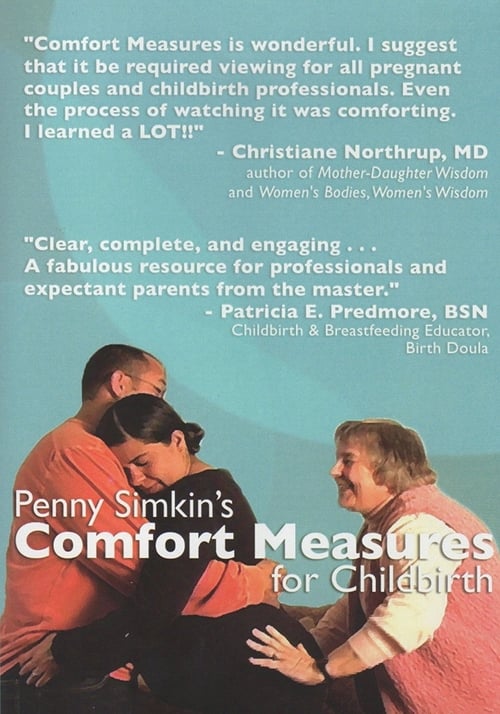 "Comfort Measures is wonderful. I suggest
that it be required viewing for all pregnant
couples and childbirth professionals. Even
the process of watching it was comforting.
I learned a LOT!!"
- Christiane Northrup, MD
author of Mother-Daughter Wisdom
and Women's Bodies, Women's Wisdom
"Clear, complete, and engaging . . .
A fabulous resource for professionals and
expectant parents from the master."
- Patricia E. Predmore, BSN
Childbirth & Breastfeeding Educator,
Birth Doula
Penny Simkin's
Comfort Measures
for Childbirth